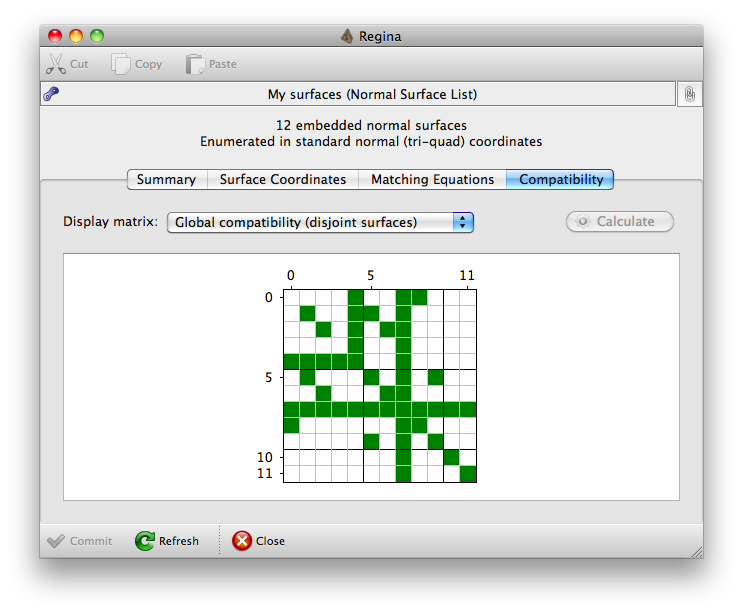 Regina
Cut Copy Paste
My surfaces (Normal Surface List)
12 embedded normal surfaces
Enumerated in standard normal (tri-quad) coordinates
Summary Surface Coordinates Matching Equations Compatibility
Display matrix: Global compatibility (disjoint surfaces) Calculate
0 5 11
0
5
10
11
Commit Refresh Close